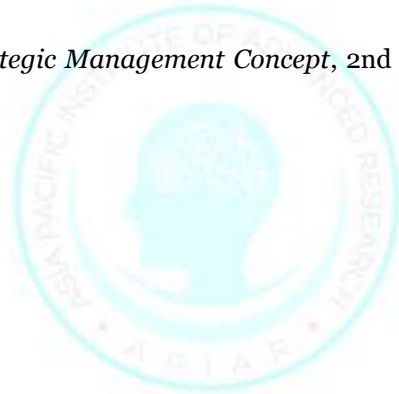 tegic Management Concept, 2nd
ASIA PACIFIC INSTITUTE OF ADVANCED RESEARCH
A P I A R